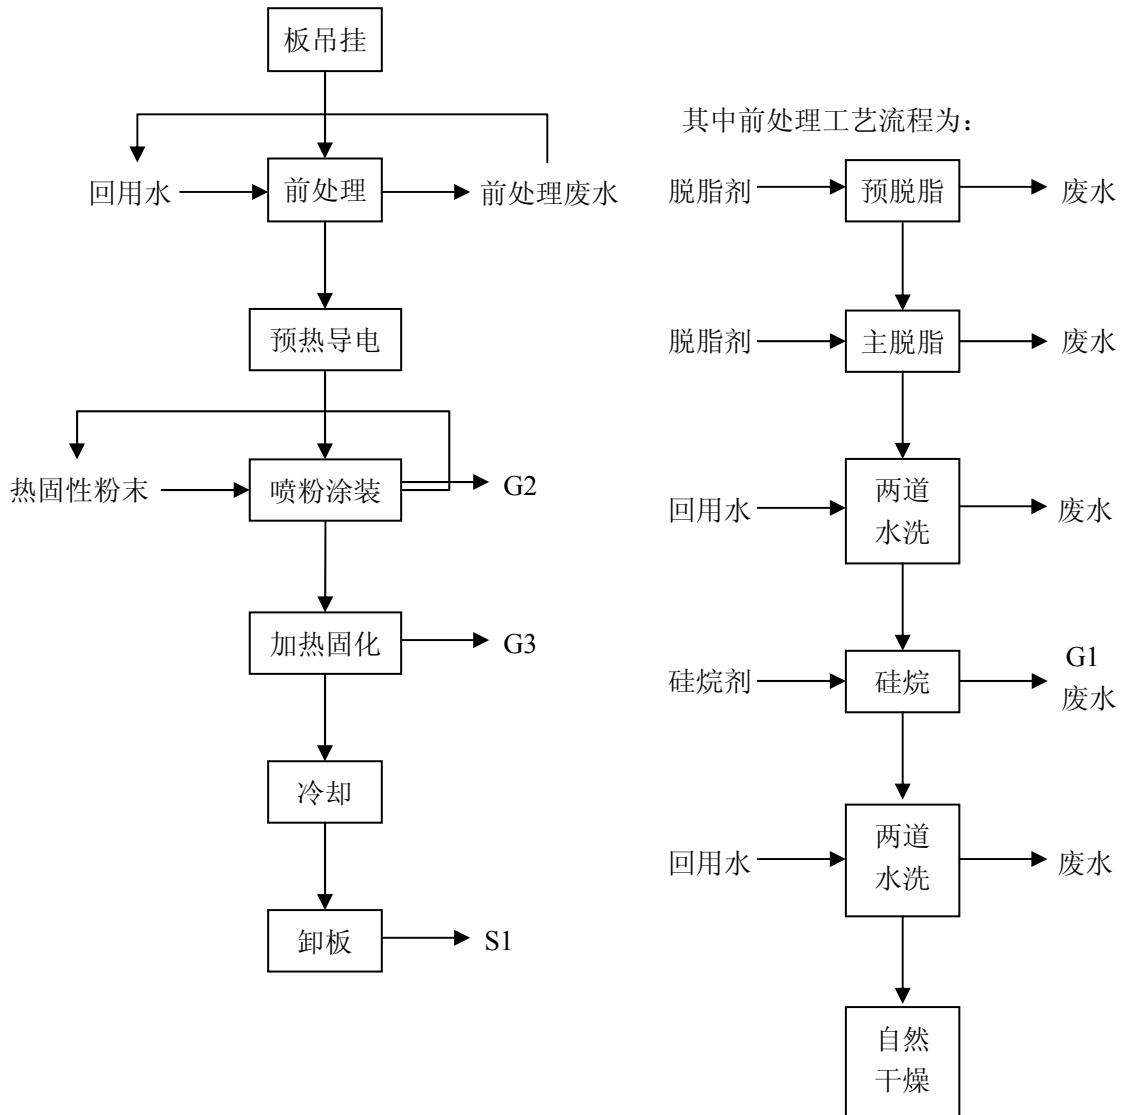 板吊挂
回用水
前处理
前处理废水
预热导电
热固性粉末
喷粉涂装
G2
加热固化
G3
冷却
卸板
S1
其中前处理工艺流程为：
脱脂剂
预脱脂
废水
脱脂剂
主脱脂
废水
回用水
两道
水洗
废水
硅烷剂
硅烷
G1
废水
回用水
两道
水洗
废水
自然
干燥